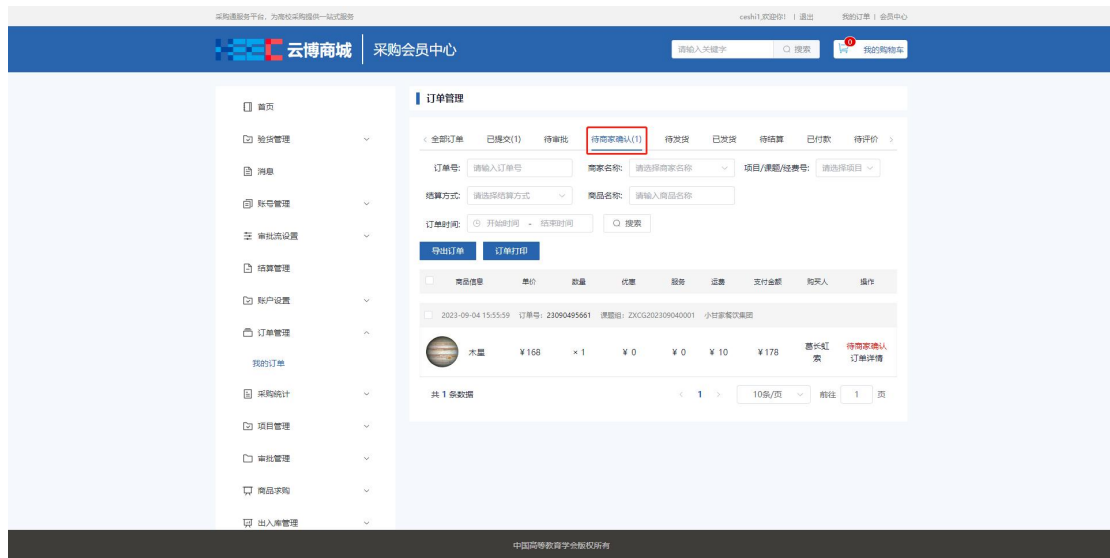 采购通服务平台，为高校采购提供一站式服务
ceshi1,欢迎你! | 退出 我的订单 | 会员中心
HEEC 云博商城 采购会员中心
请输入关键字 搜索 0 我的购物车
首页
验货管理
消息
账号管理
审批流设置
结算管理
账户设置
订单管理
我的订单
采购统计
项目管理
审批管理
商品求购
出入库管理
订单管理
< 全部订单 已提交(1) 待审批 待商家确认(1) 待发货 已发货 待结算 已付款 待评价 >
订单号: 请输入订单号 商家名称: 请选择商家名称 项目/课题/经费号: 请选择项目
结算方式: 请选择结算方式 商品名称: 请输入商品名称
订单时间: 开始时间 - 结束时间 搜索
导出订单 订单打印
商品信息 单价 数量 优惠 服务 运费 支付金额 购买人 操作
2023-09-04 15:55:59 订单号: 23090495661 课题组: ZXCG202309040001 小甘家餐饮集团
木星 ¥168 ×1 ¥0 ¥0 ¥10 ¥178 葛长虹 待商家确认
索 订单详情
共 1 条数据 < 1 > 10条/页 前往 1 页
中国高等教育学会版权所有